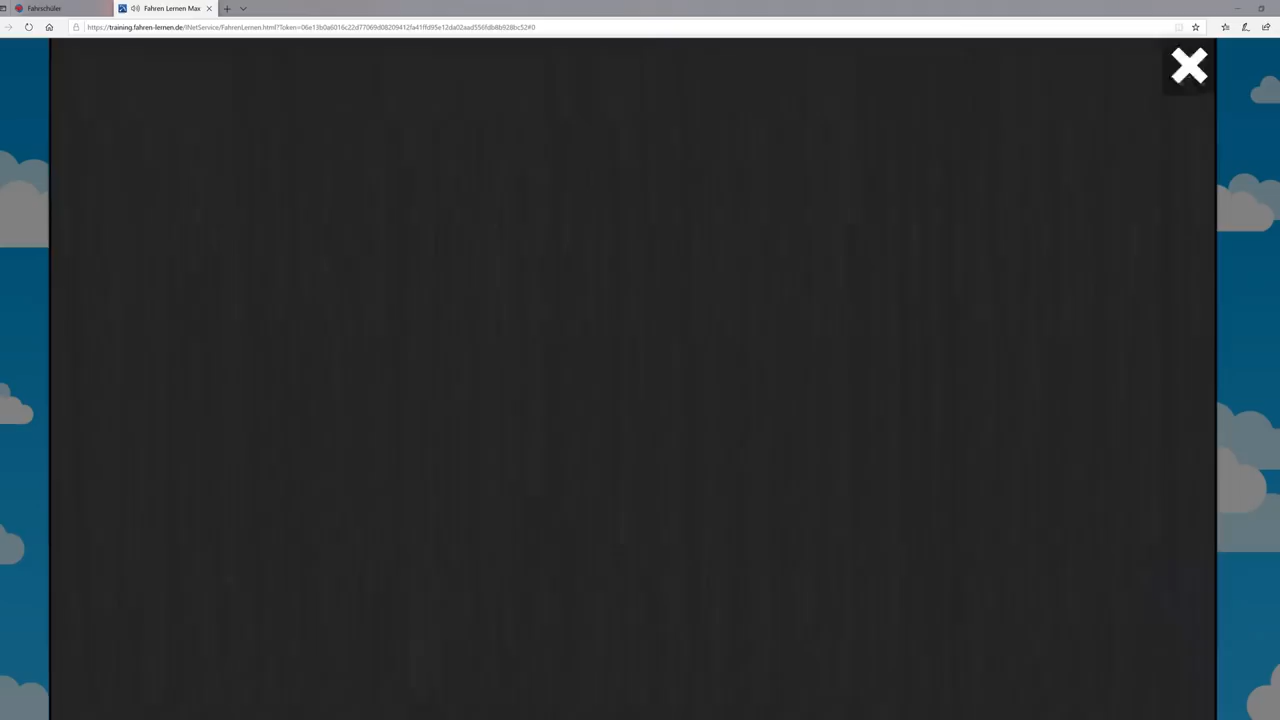 Fahrschüler
Fahren Lernen Max
https://training.fahren-lernen.de/INetService/FahrenLernen.html?Token=06e13b0a6016c22d77069d08209412fa41ffd95e12da02aad556fdb8b928bc52#0